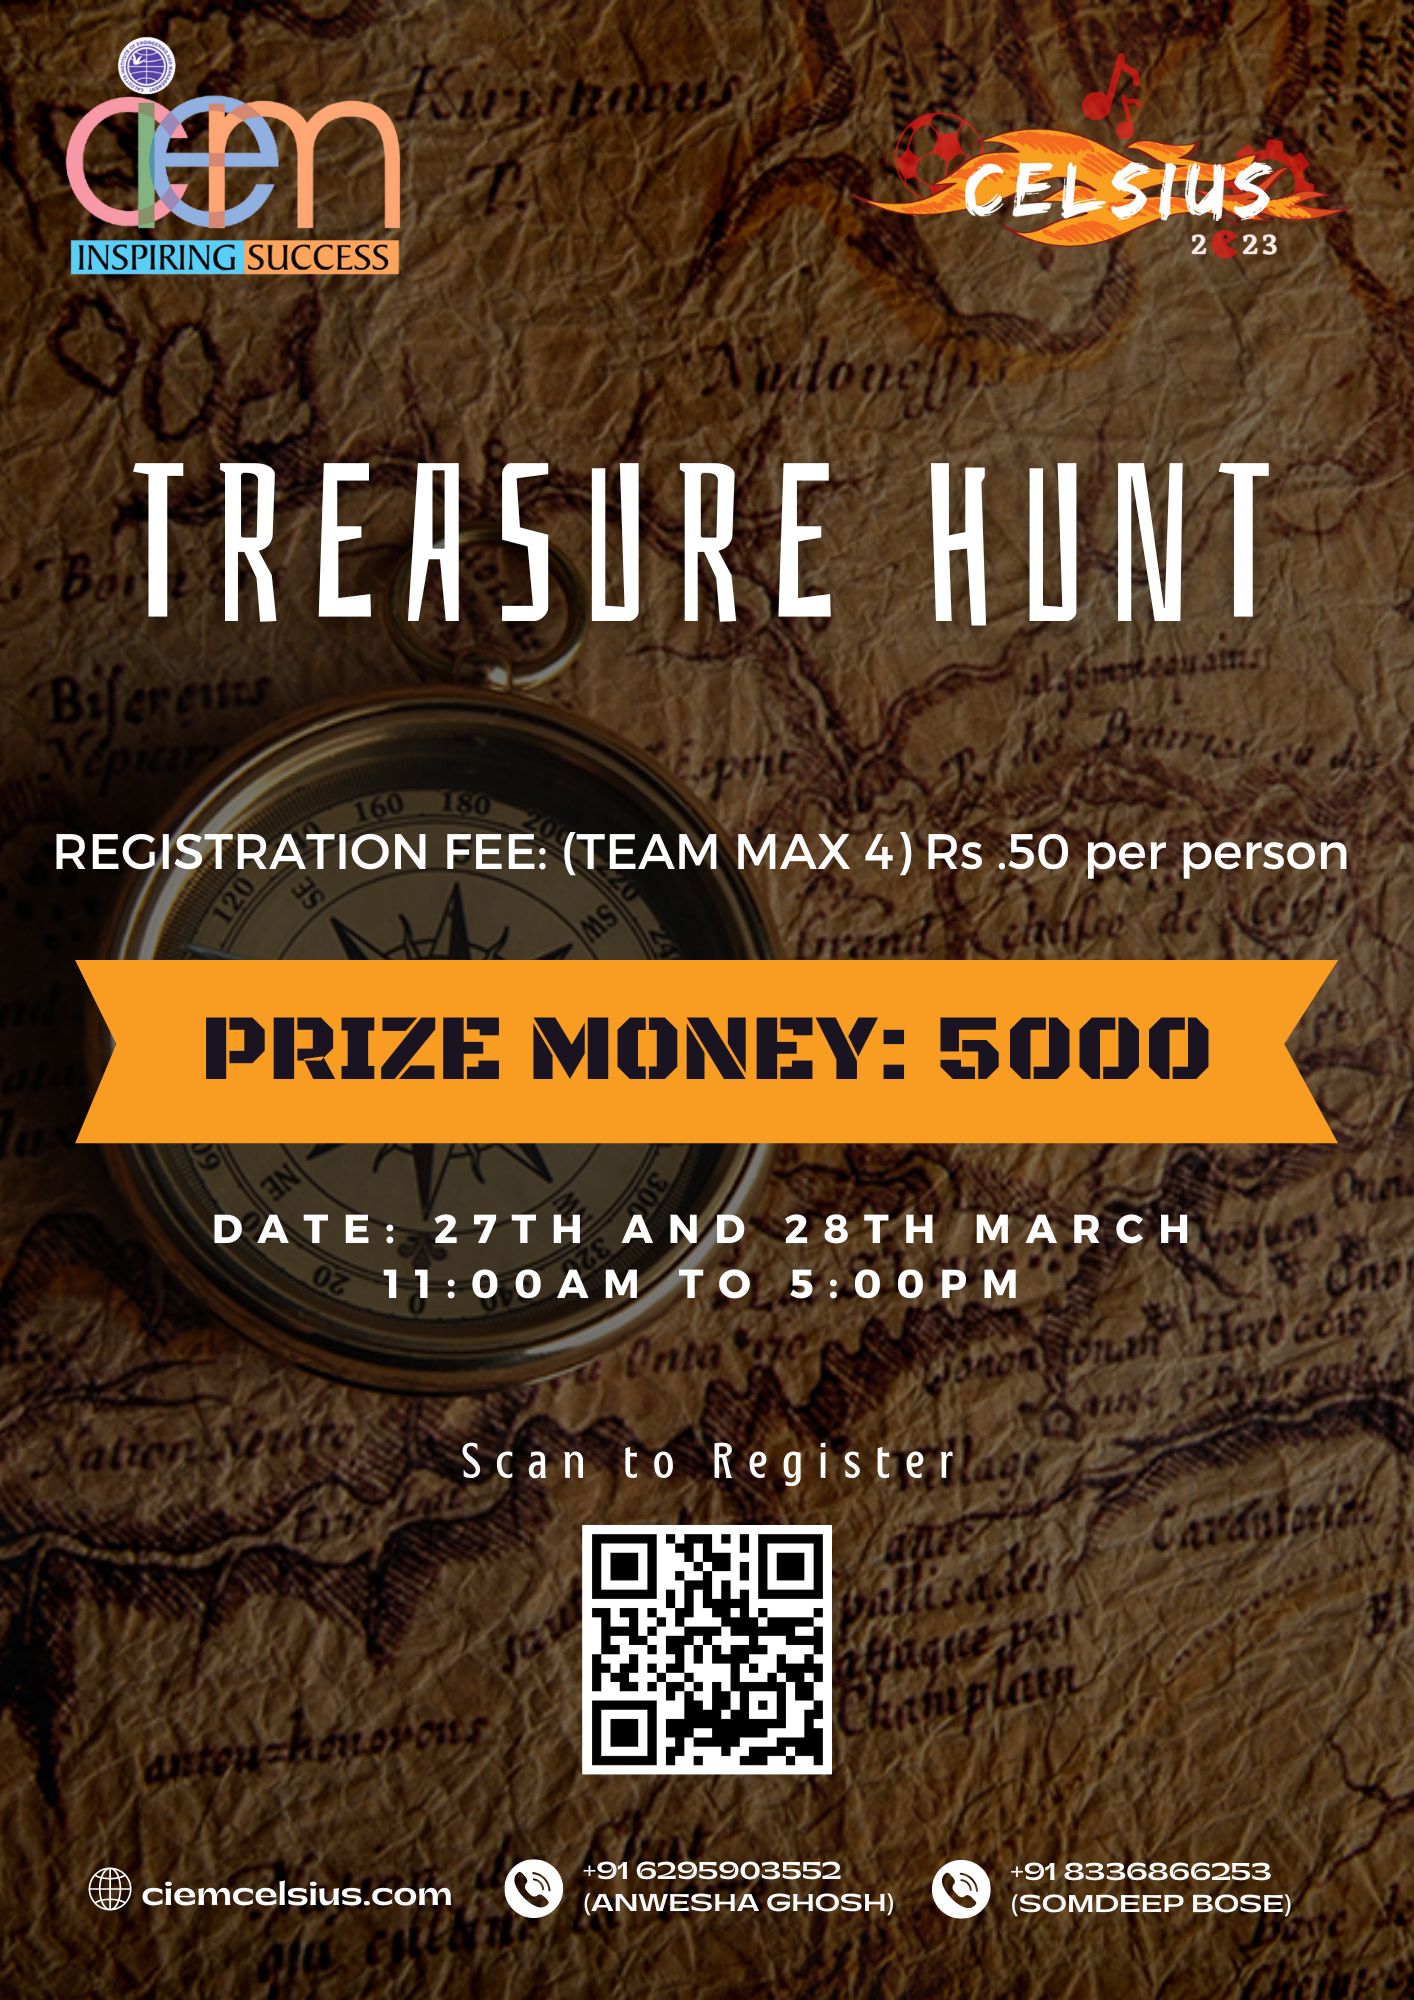 ciem
INSPIRING SUCCESS
CELSIUS
2023
TREASURE HUNT
REGISTRATION FEE: (TEAM MAX 4) Rs .50 per person
PRIZE MONEY: 5000
DATE: 27TH AND 28TH MARCH
11:00AM TO 5:00PM
Scan to Register
ciemcelsius.com
+91 6295903552
(ANWESHA GHOSH)
+91 8336866253
(SOMDEEP BOSE)